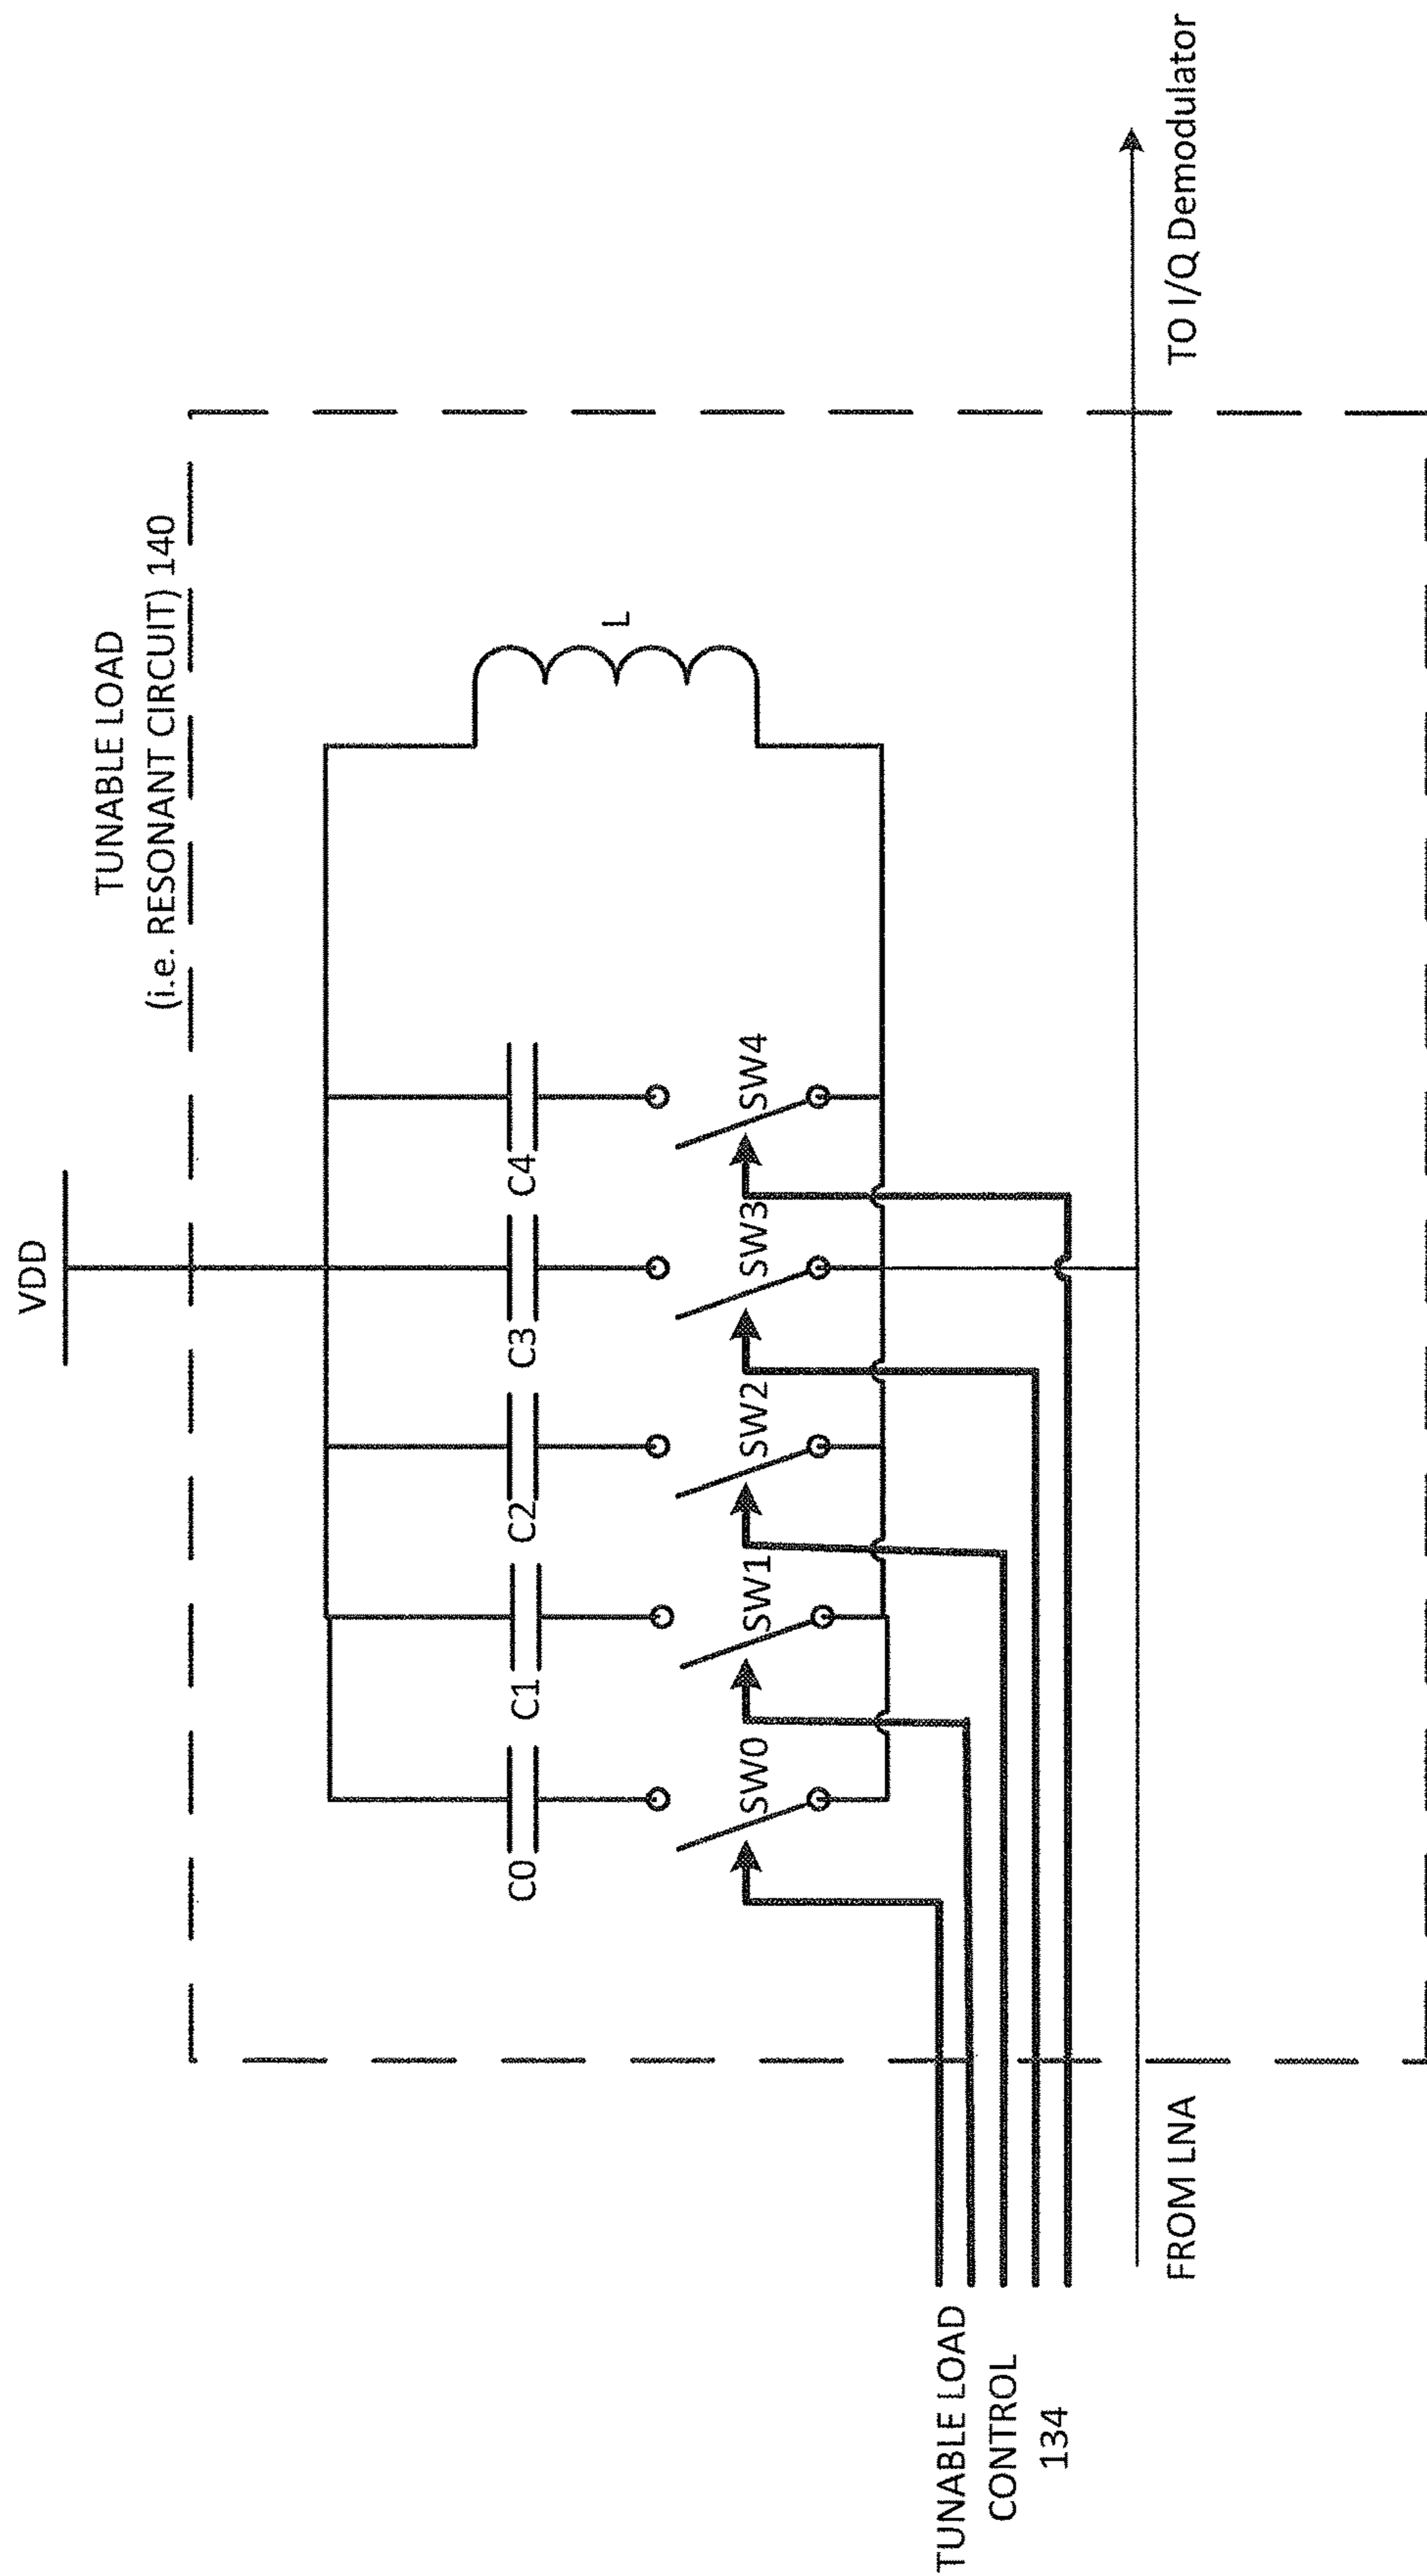 VDD
TUNABLE LOAD
(i.e. RESONANT CIRCUIT) 140
C0
C1
C2
C3
C4
L
SW0
SW1
SW2
SW3
SW4
TUNABLE LOAD
CONTROL
134
FROM LNA
TO I/Q Demodulator